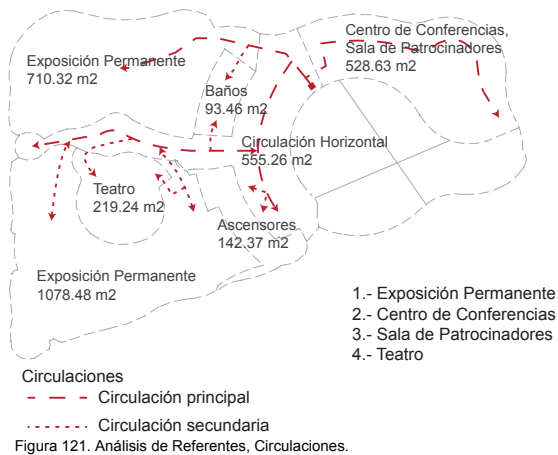 Exposición Permanente
710.32 m2
Centro de Conferencias,
Sala de Patrocinadores
528.63 m2
Baños
93.46 m2
Circulación Horizontal
555.26 m2
Teatro
219.24 m2
Ascensores
142.37 m2
Exposición Permanente
1078.48 m2
1.- Exposición Permanente
2.- Centro de Conferencias
3.- Sala de Patrocinadores
4.- Teatro
Circulaciones
Circulación principal
Circulación secundaria
Figura 121. Análisis de Referentes, Circulaciones.